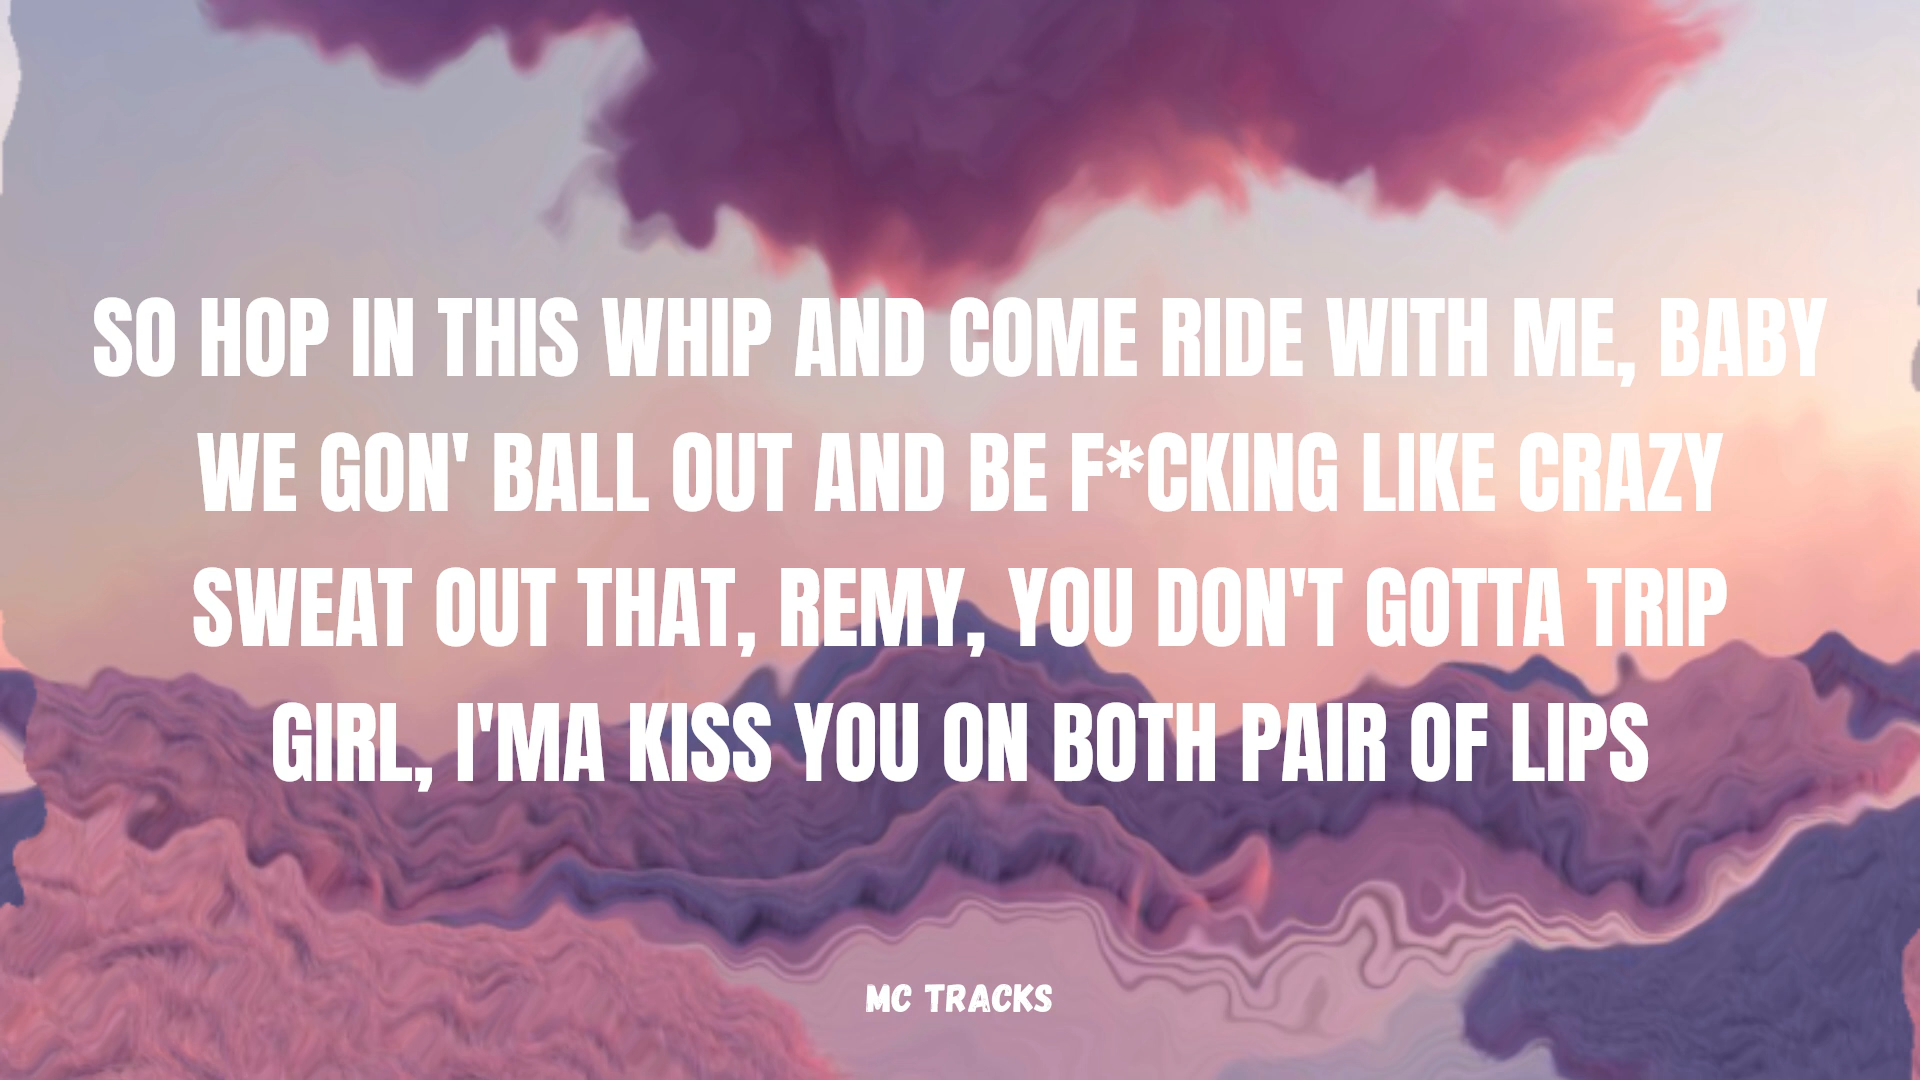 SO HOP IN THIS WHIP AND COME RIDE WITH ME, BABY
WE GON' BALL OUT AND BE F*CKING LIKE CRAZY
SWEAT OUT THAT, REMY, YOU DON'T GOTTA TRIP
GIRL, I'MA KISS YOU ON BOTH PAIR OF LIPS
MC TRACKS